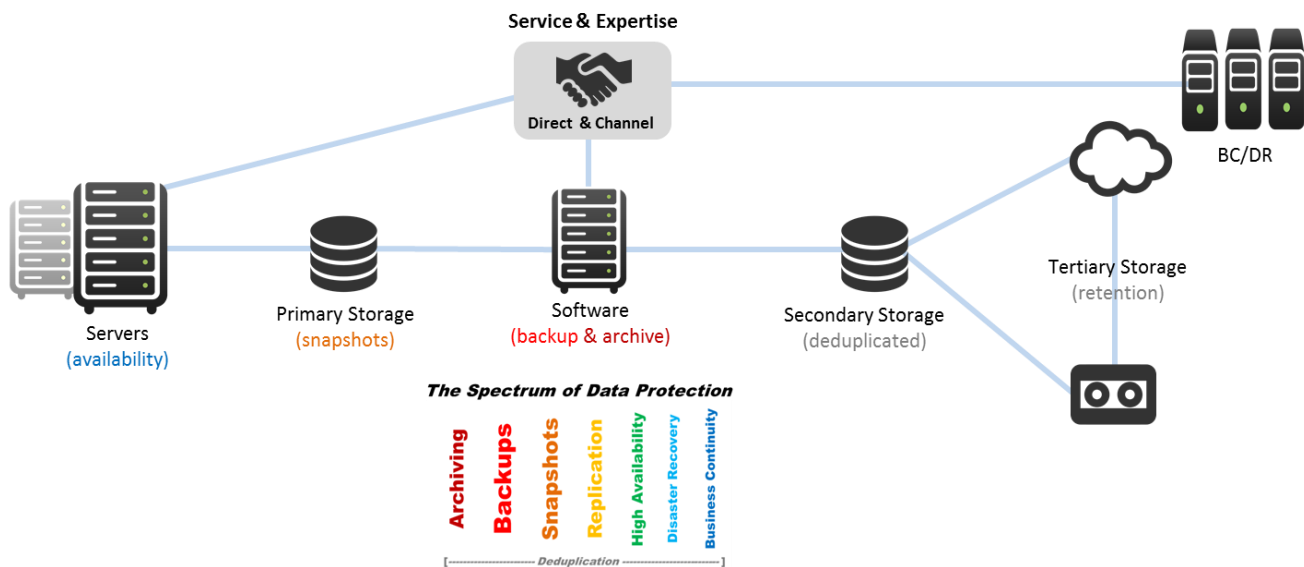 Service & Expertise
Direct & Channel
BC/DR
Servers
(availability)
Primary Storage
(snapshots)
Software
(backup & archive)
Secondary Storage
(deduplicated)
Tertiary Storage
(retention)
The Spectrum of Data Protection
Archiving
Backups
Snapshots
Replication
High Availability
Disaster Recovery
Business Continuity
[---------------------- Deduplication ------------------------]